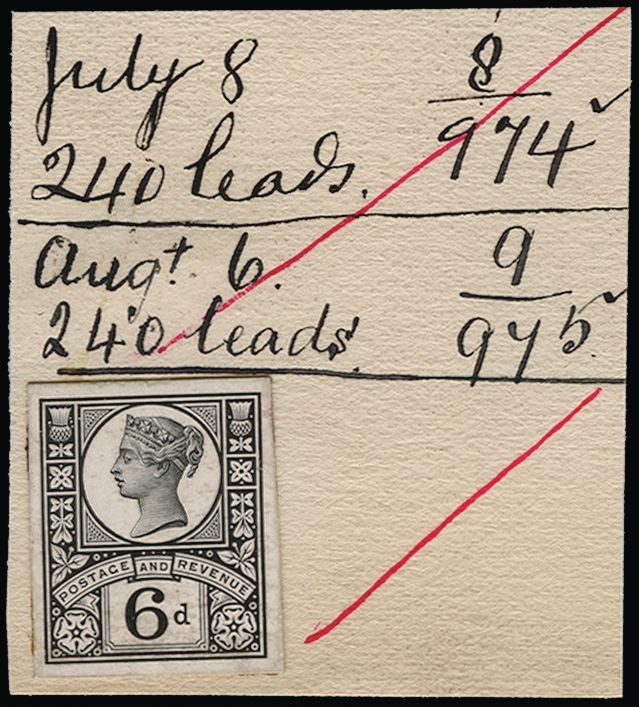 July 8
8
974
240 leads.
Augt 6.
9
975.
240 leads.
POSTAGE AND REVENUE
6d